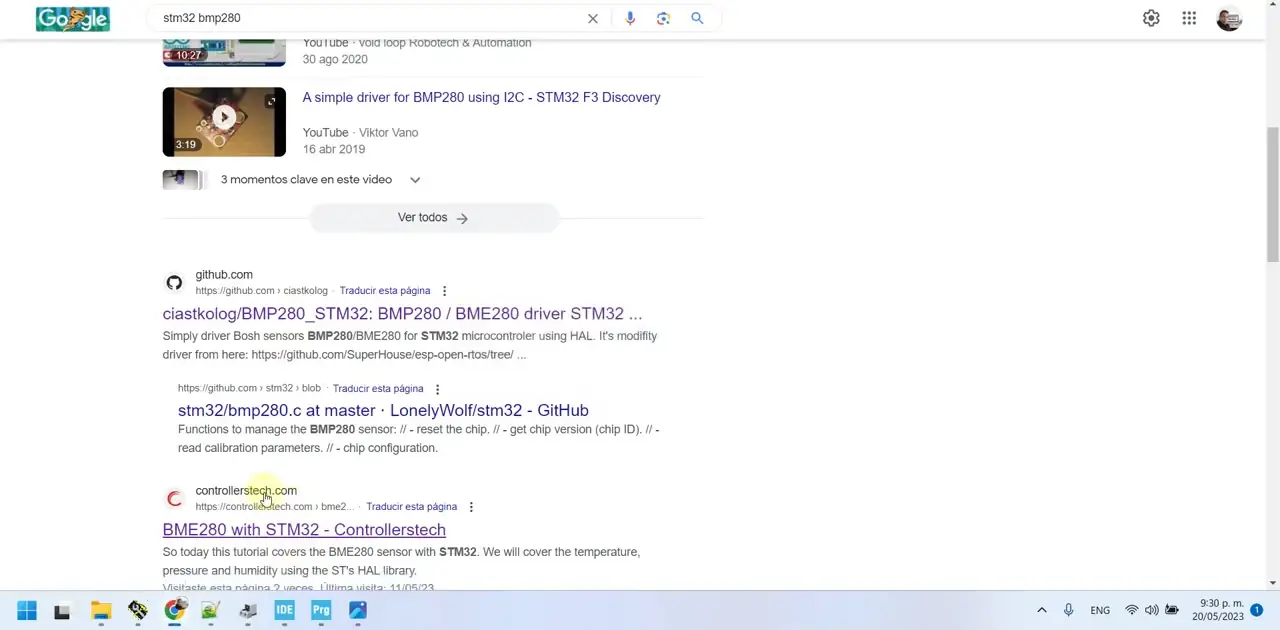 Google
stm32 bmp280
10:27
YouTube · Void loop Robotech & Automation
30 ago 2020
A simple driver for BMP280 using I2C - STM32 F3 Discovery
3:19
YouTube · Viktor Vano
16 abr 2019
3 momentos clave en este video
Ver todos
github.com
https://github.com › ciastkolog · Traducir esta página
ciastkolog/BMP280_STM32: BMP280 / BME280 driver STM32 ...
Simply driver Bosh sensors BMP280/BME280 for STM32 microcontroler using HAL. It's modifity
driver from here: https://github.com/SuperHouse/esp-open-rtos/tree/ ...
https://github.com › stm32 › blob · Traducir esta página
stm32/bmp280.c at master · LonelyWolf/stm32 - GitHub
Functions to manage the BMP280 sensor: // - reset the chip. // - get chip version (chip ID). // -
read calibration parameters. // - chip configuration.
controllerstech.com
https://controllerstech.com › bme2... · Traducir esta página
BME280 with STM32 - Controllerstech
So today this tutorial covers the BME280 sensor with STM32. We will cover the temperature,
pressure and humidity using the ST's HAL library.
Visitaste esta página 2 veces. Última visita: 11/05/23
IDE
Prg
ENG
9:30 p. m.
20/05/2023
1